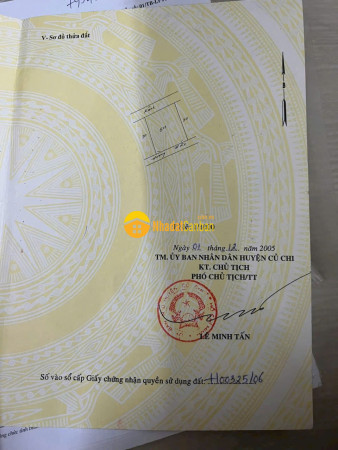 V- Sơ đồ thửa đất
Ngày 01 tháng 12 năm 2005
TM. ỦY BAN NHÂN DÂN HUYỆN CỦ CHI
KT. CHỦ TỊCH
PHÓ CHỦ TỊCH/TT
LÊ MINH TẤN
Số vào sổ cấp Giấy chứng nhận quyền sử dụng đất H00325/06